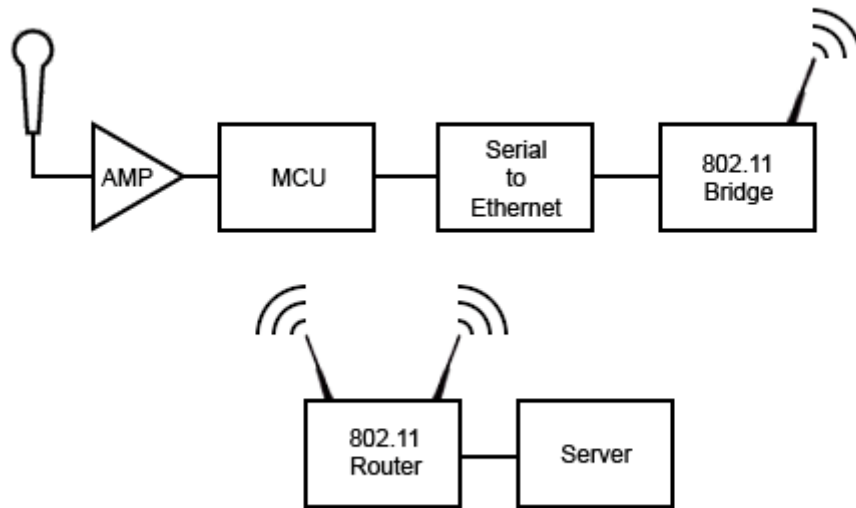 AMP
MCU
Serial
to
Ethernet
802.11
Bridge
802.11
Router
Server